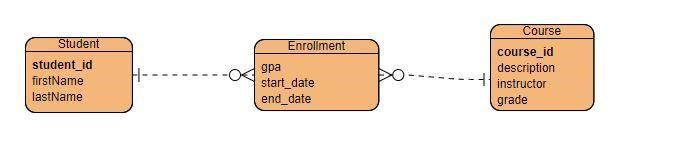 Student
student_id
firstName
lastName
Enrollment
gpa
start_date
end_date
Course
course_id
description
instructor
grade